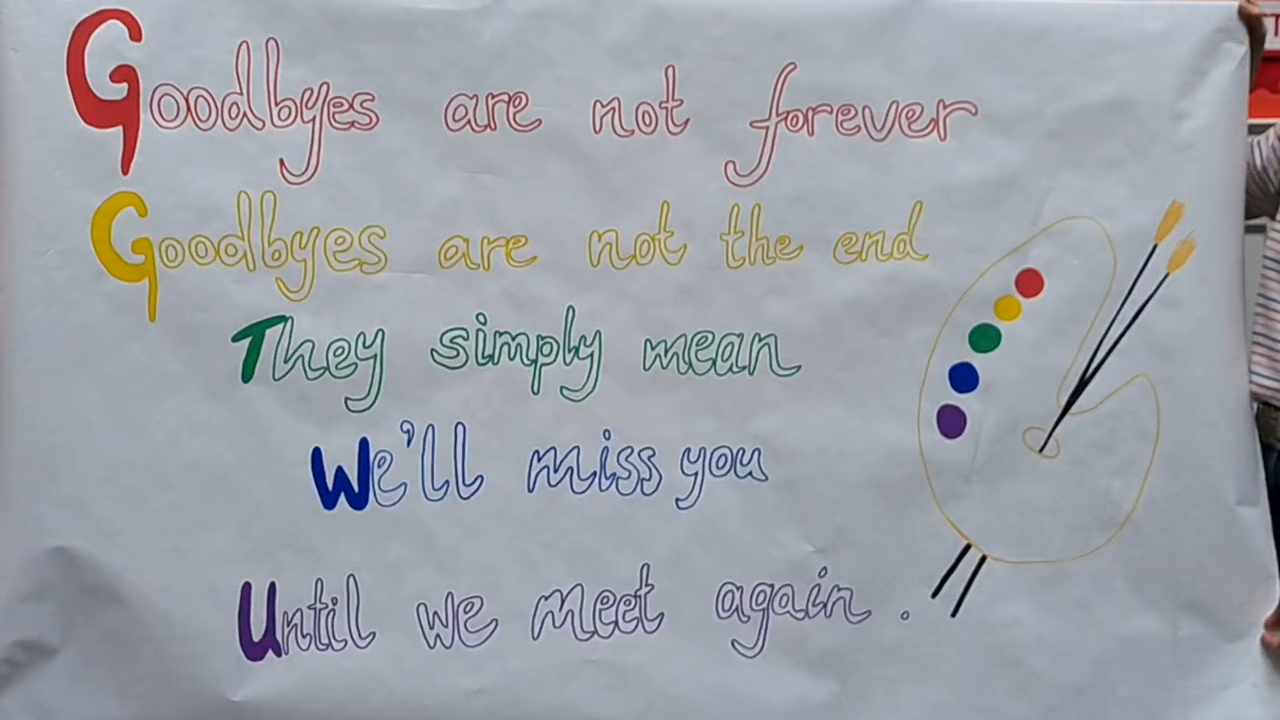 Goodbyes are not forever
Goodbyes are not the end
They simply mean
We'll miss you
Until we meet again.